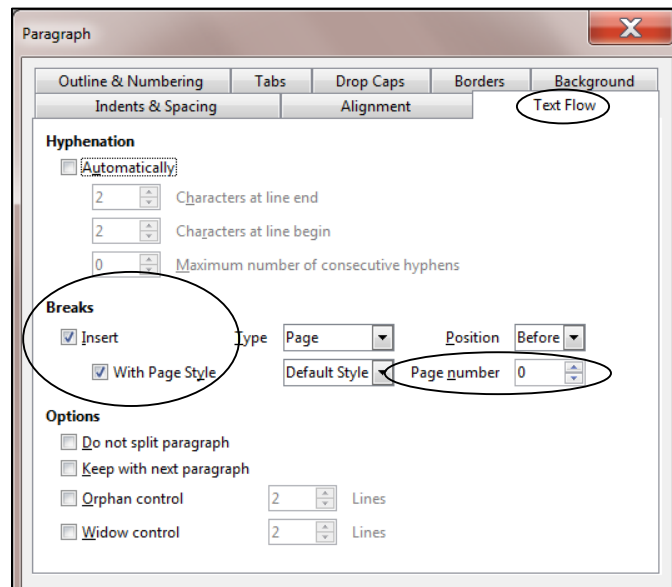 Paragraph
X
Outline & Numbering Tabs Drop Caps Borders Background
Indents & Spacing Alignment Text Flow
Hyphenation
Automatically
2 Characters at line end
2 Characters at line begin
0 Maximum number of consecutive hyphens
Breaks
Insert Type Page Position Before
With Page Style Default Style Page number 0
Options
Do not split paragraph
Keep with next paragraph
Orphan control 2 Lines
Widow control 2 Lines